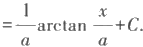 = 1/a arctan x/a + C.